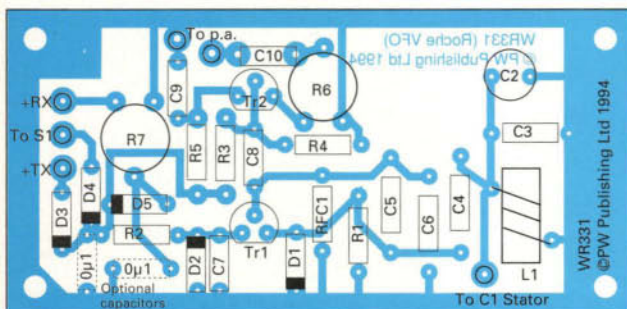 To p.a.
WR331 (Roche VFO)
© PW Publishing Ltd 1994
C10
C2
+RX
C9
Tr2
R6
To S1
R7
R5
R3
C8
R4
C3
+TX
D3
D4
D5
R2
Tr1
RFC1
R1
C5
C6
C4
0µ1
0µ1
D2
C7
D1
L1
Optional
capacitors
To C1 Stator
WR331
©PW Publishing Ltd 1994